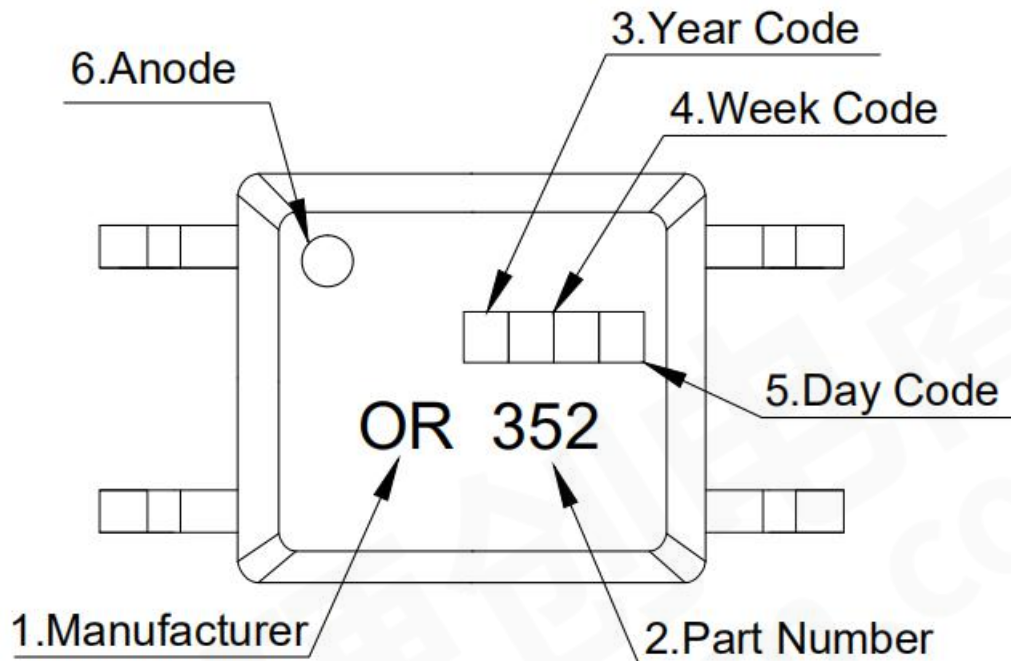 3.Year Code
6.Anode
4.Week Code
5.Day Code
OR 352
1.Manufacturer
2.Part Number